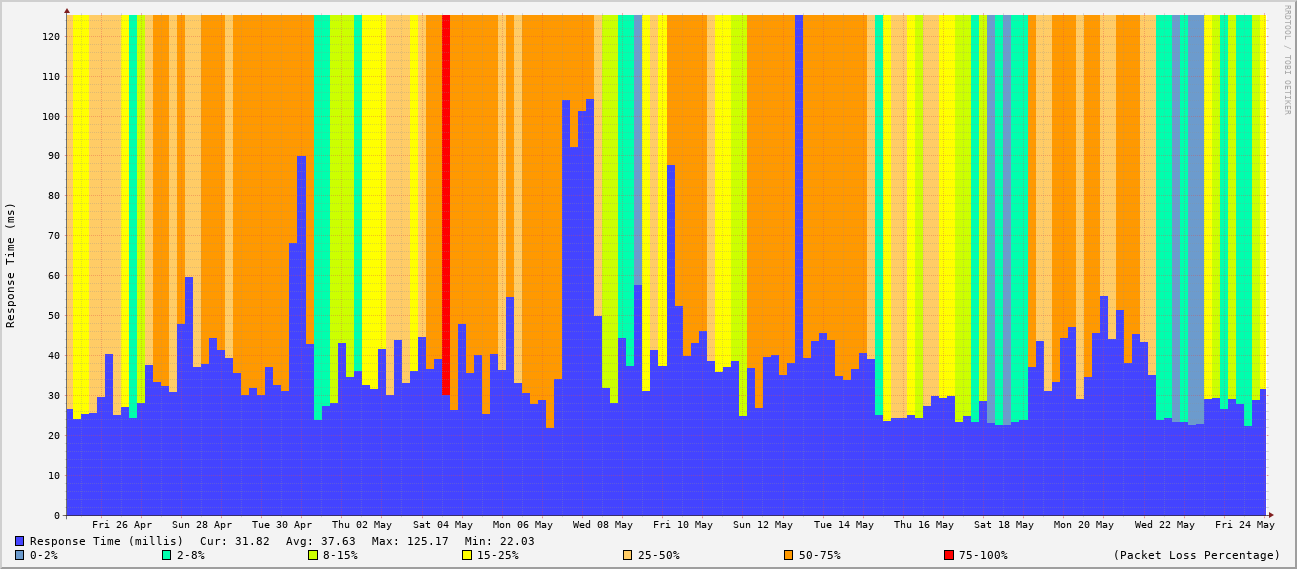 RRDTOOL / TOBI OETIKER
Response Time (ms)
120
110
100
90
80
70
60
50
40
30
20
10
0
Fri 26 Apr Sun 28 Apr Tue 30 Apr Thu 02 May Sat 04 May Mon 06 May Wed 08 May Fri 10 May Sun 12 May Tue 14 May Thu 16 May Sat 18 May Mon 20 May Wed 22 May Fri 24 May
Response Time (millis) Cur: 31.82 Avg: 37.63 Max: 125.17 Min: 22.03
0-2% 2-8% 8-15% 15-25% 25-50% 50-75% 75-100% (Packet Loss Percentage)